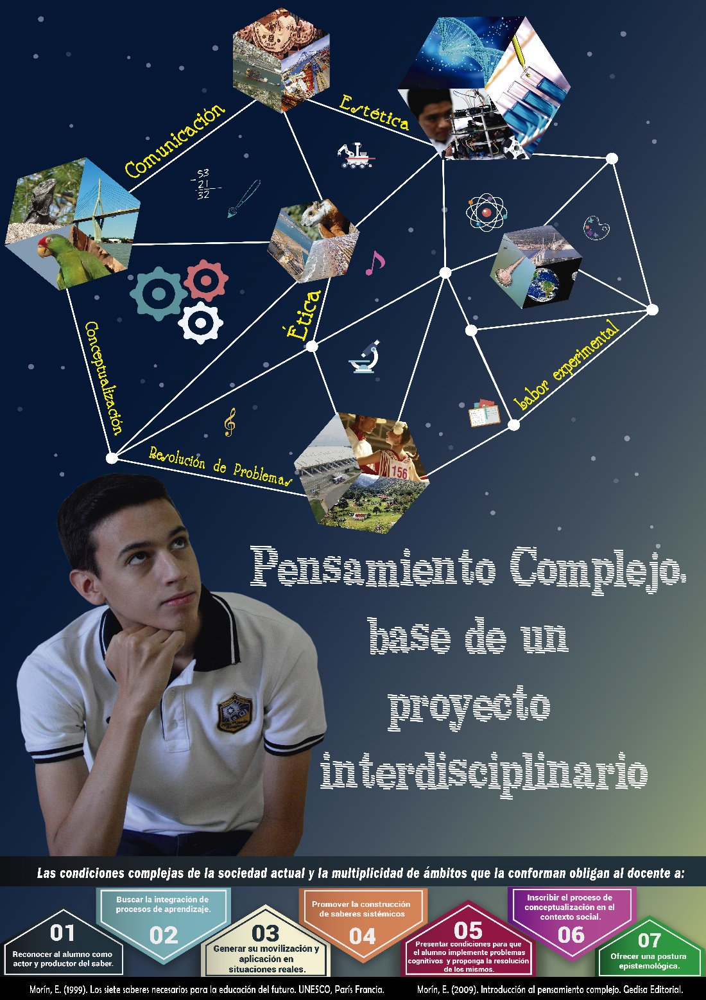 Comunicación
Estética
- 53
21
32
Ética
Conceptualización
Labor experimental
Resolución de Problemas
156
Pensamiento Complejo.
base de un
proyecto
interdisciplinario
Las condiciones complejas de la sociedad actual y la multiplicidad de ámbitos que la conforman obligan al docente a:
01
Reconocer al alumno como
actor y productor del saber.
Buscar la integración de
procesos de aprendizaje.
02
03
Generar su movilización y
aplicación en
situaciones reales.
Promover la construcción
de saberes sistémicos
04
05
Presentar condiciones para que
el alumno implemente problemas
cognitivos y proponga la resolución
de los mismos.
Inscribir el proceso de
conceptualización en el
contexto social.
06
07
Ofrecer una postura
epistemológica.
Morín, E. (1999). Los siete saberes necesarios para la educación del futuro. UNESCO, París Francia.
Morín, E. (2009). Introducción al pensamiento complejo. Gedisa Editorial.